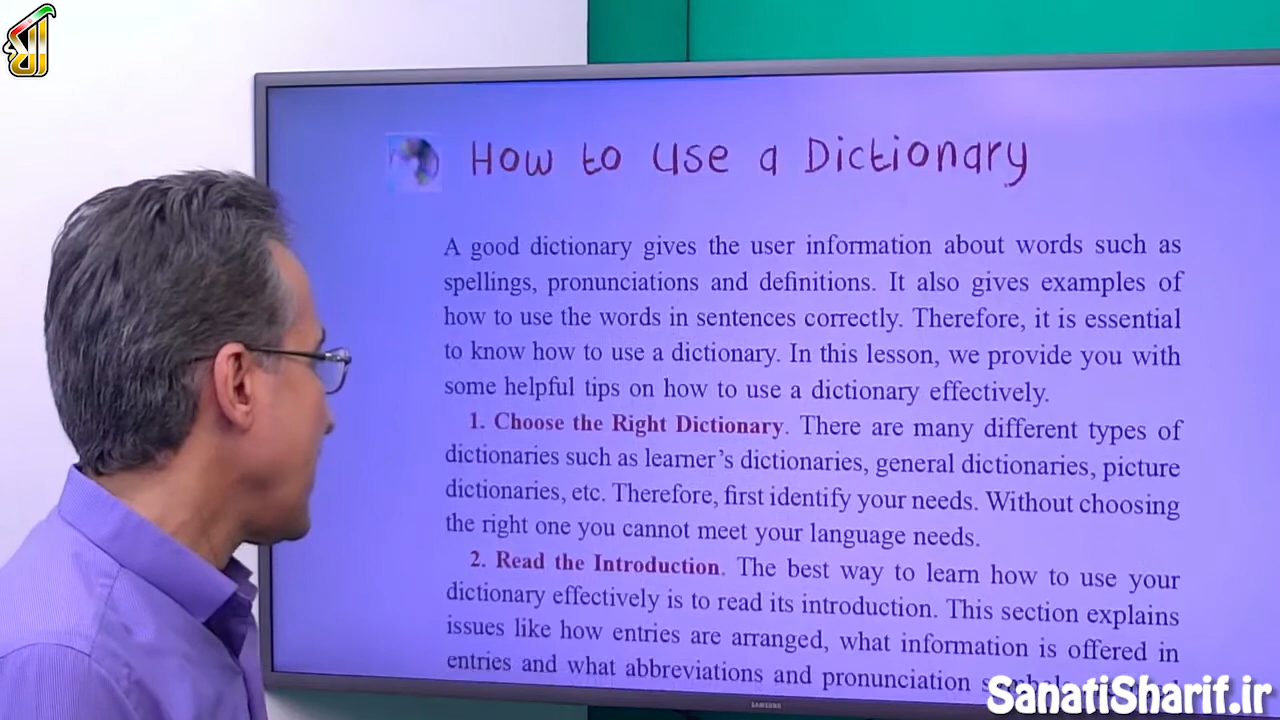 How to Use a Dictionary
A good dictionary gives the user information about words such as
spellings, pronunciations and definitions. It also gives examples of
how to use the words in sentences correctly. Therefore, it is essential
to know how to use a dictionary. In this lesson, we provide you with
some helpful tips on how to use a dictionary effectively.
1. Choose the Right Dictionary. There are many different types of
dictionaries such as learner’s dictionaries, general dictionaries, picture
dictionaries, etc. Therefore, first identify your needs. Without choosing
the right one you cannot meet your language needs.
2. Read the Introduction. The best way to learn how to use your
dictionary effectively is to read its introduction. This section explains
issues like how entries are arranged, what information is offered in
entries and what abbreviations and pronunciation
SanatiSharif.ir
SAMSUNG